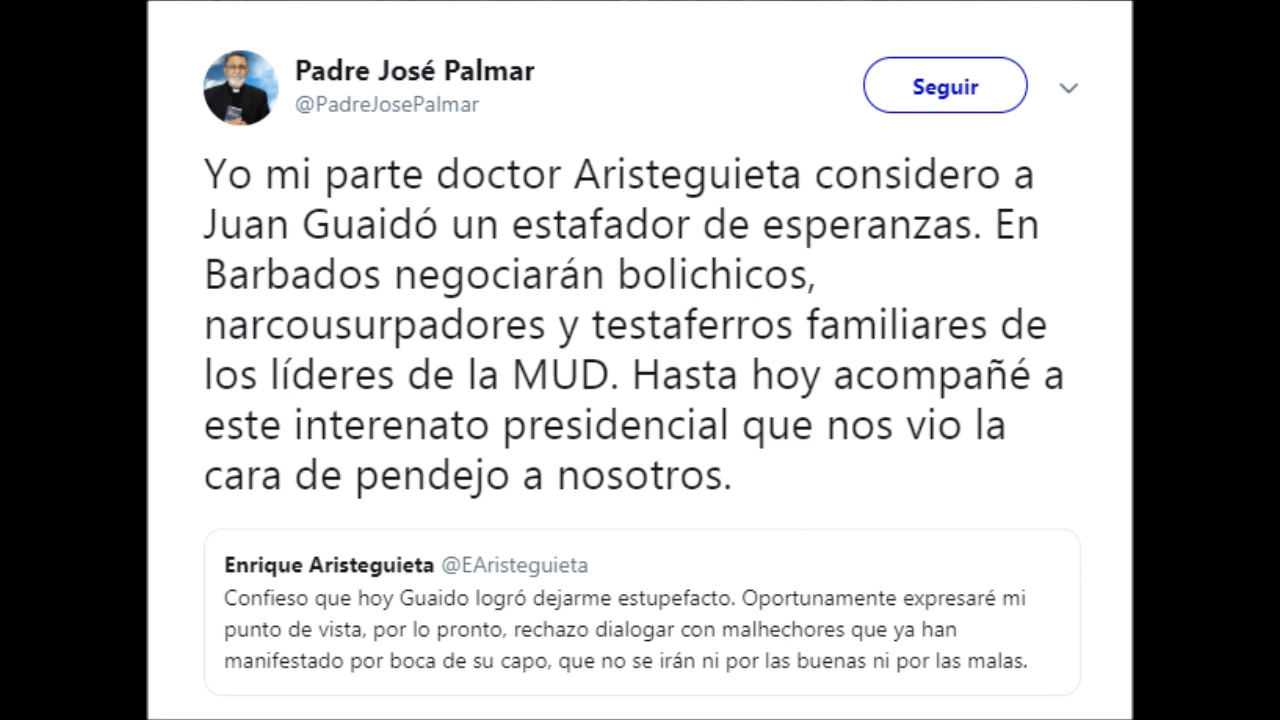 Padre José Palmar
@PadreJosePalmar
Seguir
Yo mi parte doctor Aristeguieta considero a
Juan Guaidó un estafador de esperanzas. En
Barbados negociarán bolichicos,
narcousurpadores y testaferros familiares de
los líderes de la MUD. Hasta hoy acompañé a
este interenato presidencial que nos vio la
cara de pendejo a nosotros.
Enrique Aristeguieta @EAristeguieta
Confieso que hoy Guaido logró dejarme estupefacto. Oportunamente expresaré mi
punto de vista, por lo pronto, rechazo dialogar con malhechores que ya han
manifestado por boca de su capo, que no se irán ni por las buenas ni por las malas.